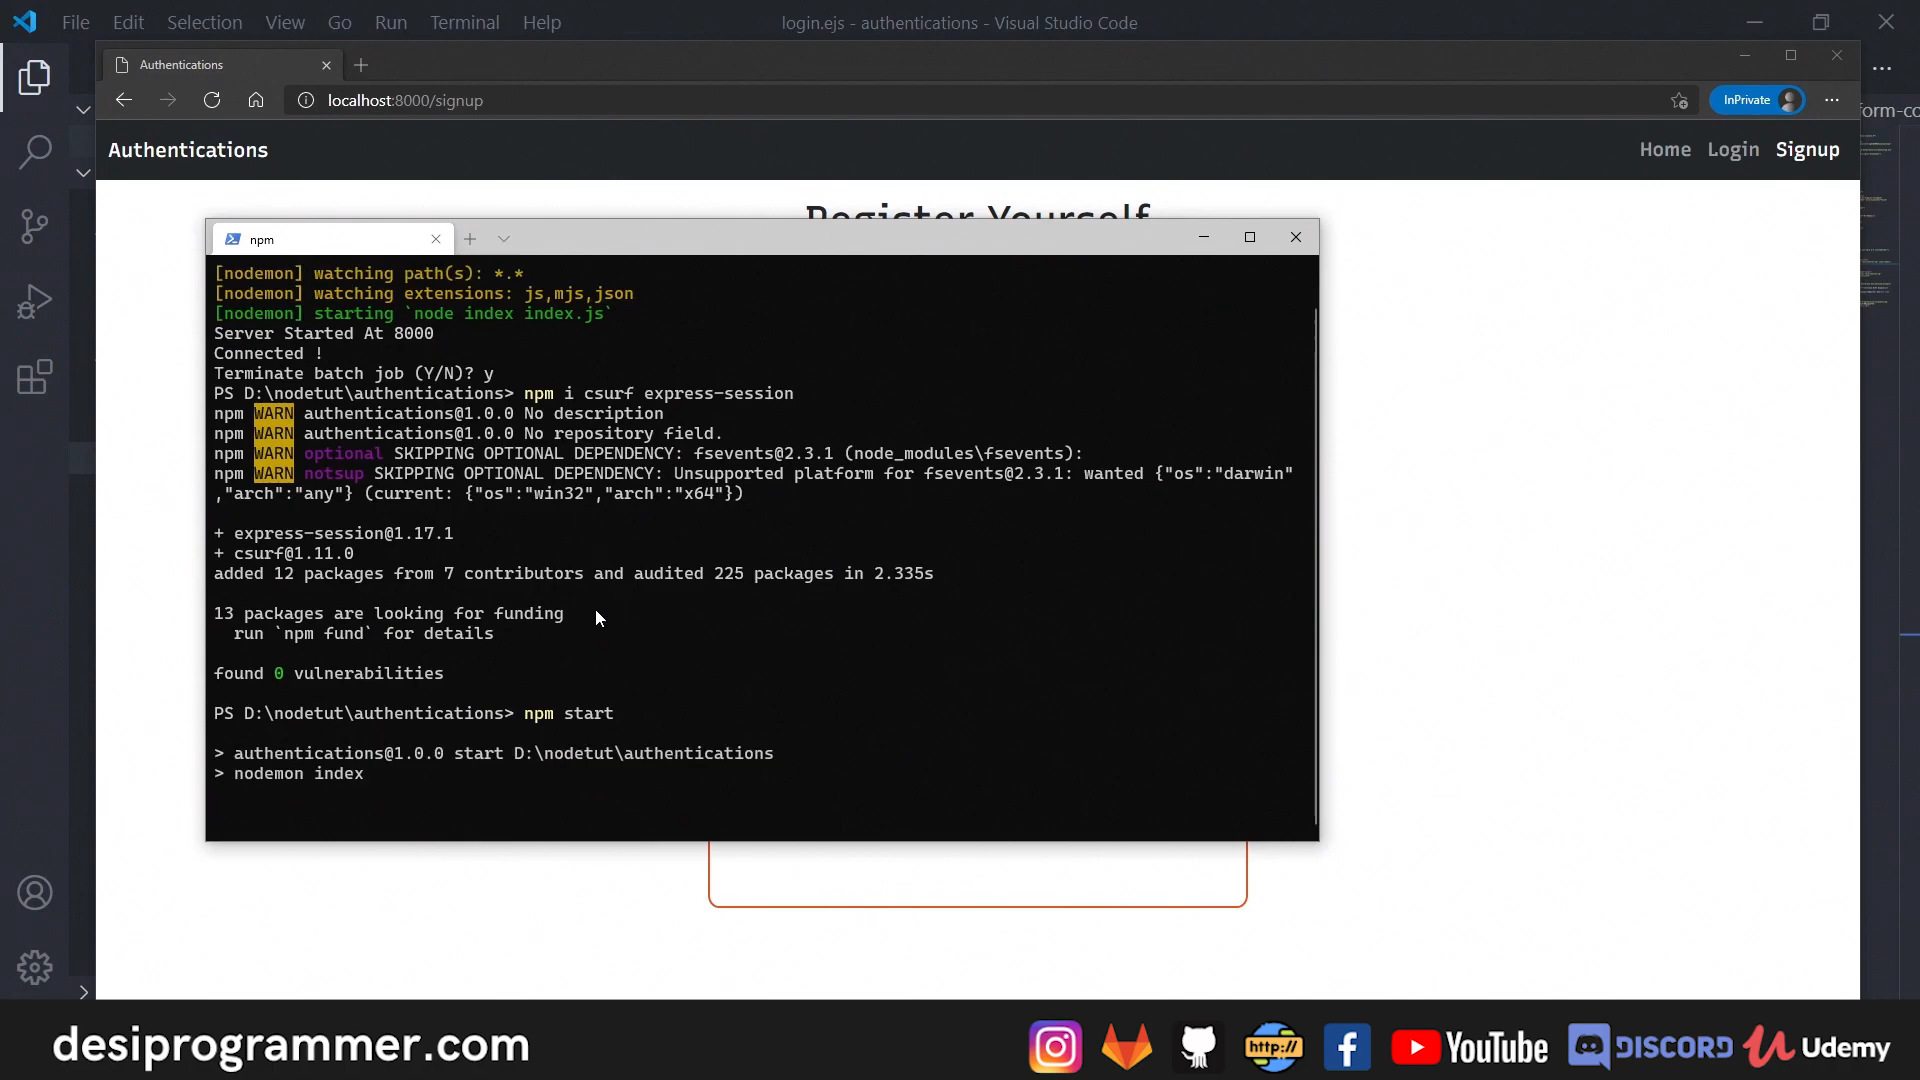 File Edit Selection View Go Run Terminal Help login.ejs - authentications - Visual Studio Code
Authentications
localhost:8000/signup
InPrivate
Authentications
Home Login Signup
Register Yourself
npm
[nodemon] watching path(s): *.*
[nodemon] watching extensions: js,mjs,json
[nodemon] starting `node index index.js`
Server Started At 8000
Connected !
Terminate batch job (Y/N)? y
PS D:\nodetut\authentications> npm i csurf express-session
npm WARN authentications@1.0.0 No description
npm WARN authentications@1.0.0 No repository field.
npm WARN optional SKIPPING OPTIONAL DEPENDENCY: fsevents@2.3.1 (node_modules\fsevents):
npm WARN notsup SKIPPING OPTIONAL DEPENDENCY: Unsupported platform for fsevents@2.3.1: wanted {"os":"darwin"
,"arch":"any"} (current: {"os":"win32","arch":"x64"})
+ express-session@1.17.1
+ csurf@1.11.0
added 12 packages from 7 contributors and audited 225 packages in 2.335s
13 packages are looking for funding
run `npm fund` for details
found 0 vulnerabilities
PS D:\nodetut\authentications> npm start
> authentications@1.0.0 start D:\nodetut\authentications
> nodemon index
desiprogrammer.com
http://
YouTube
DISCORD
Udemy